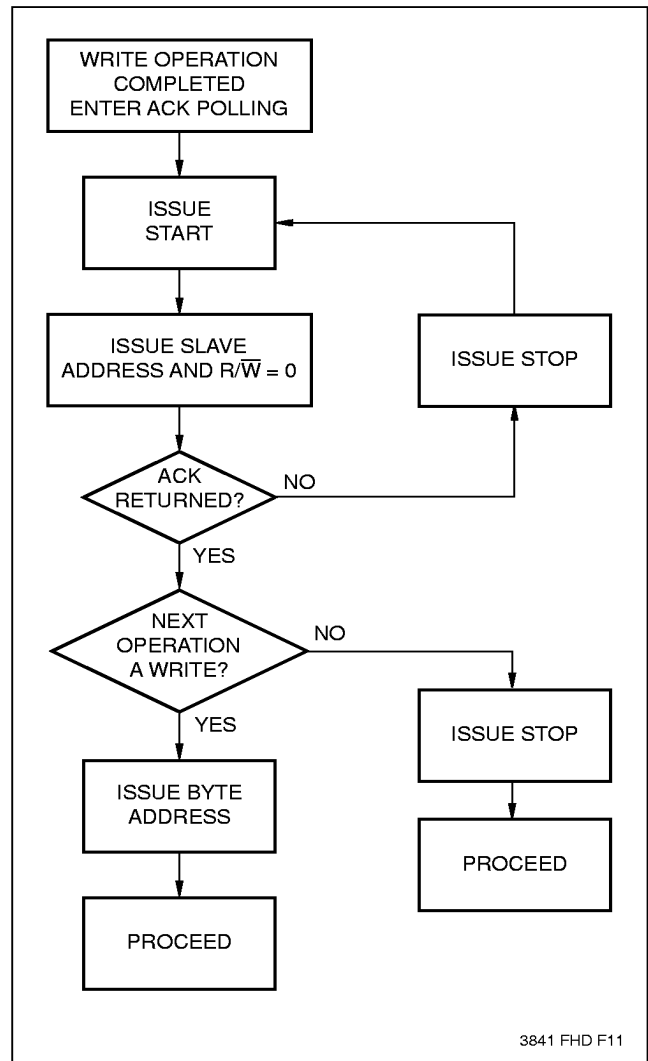 WRITE OPERATION
COMPLETED
ENTER ACK POLLING
ISSUE
START
ISSUE SLAVE
ADDRESS AND R/W̅ = 0
ISSUE STOP
ACK
RETURNED?
NO
YES
NEXT
OPERATION
A WRITE?
NO
YES
ISSUE STOP
ISSUE BYTE
ADDRESS
PROCEED
PROCEED
3841 FHD F11